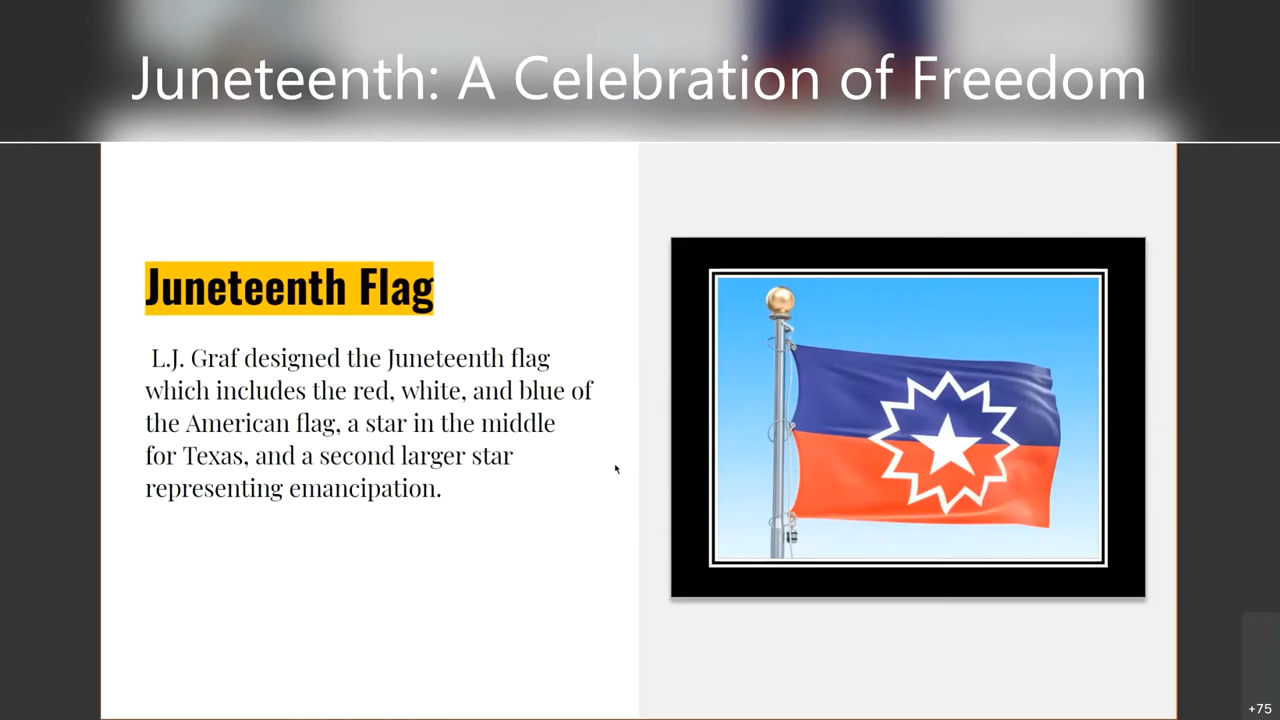 Juneteenth: A Celebration of Freedom
Juneteenth Flag
L.J. Graf designed the Juneteenth flag
which includes the red, white, and blue of
the American flag, a star in the middle
for Texas, and a second larger star
representing emancipation.
+75